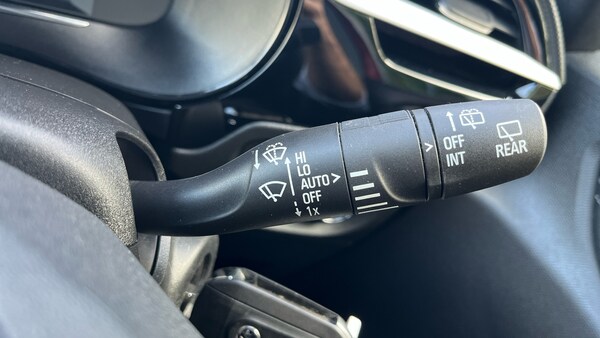 HI
LO
AUTO
OFF
1x
OFF
INT
REAR